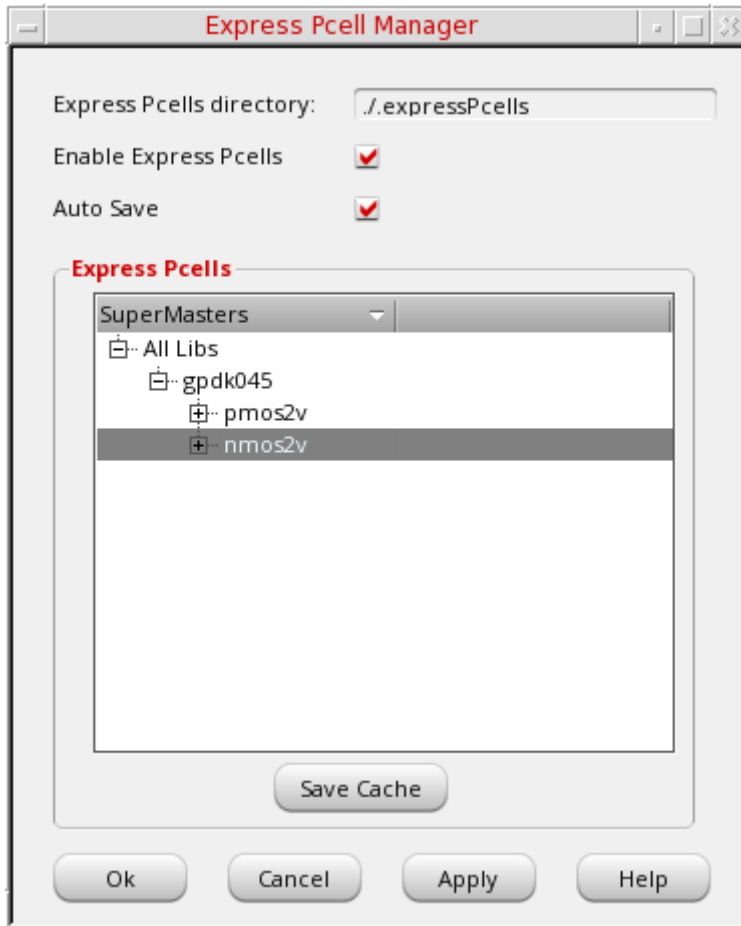 Express Pcell Manager
Express Pcells directory: ./.expressPcells
Enable Express Pcells
Auto Save
Express Pcells
SuperMasters
All Libs
gpdk045
pmos2v
nmos2v
Save Cache
Ok Cancel Apply Help